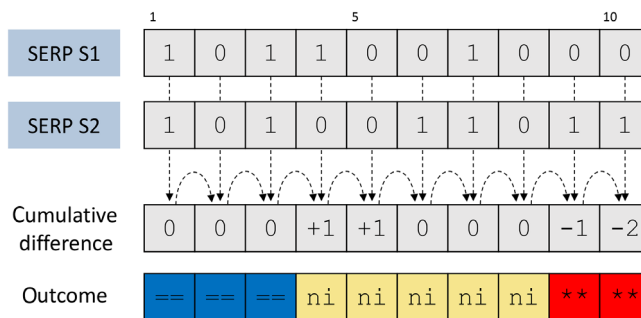 1 5 10
SERP S1 1 0 1 1 0 0 1 0 0 0
SERP S2 1 0 1 0 0 1 1 0 1 1
Cumulative difference 0 0 0 +1 +1 0 0 0 -1 -2
Outcome == == == ni ni ni ni ni ** **